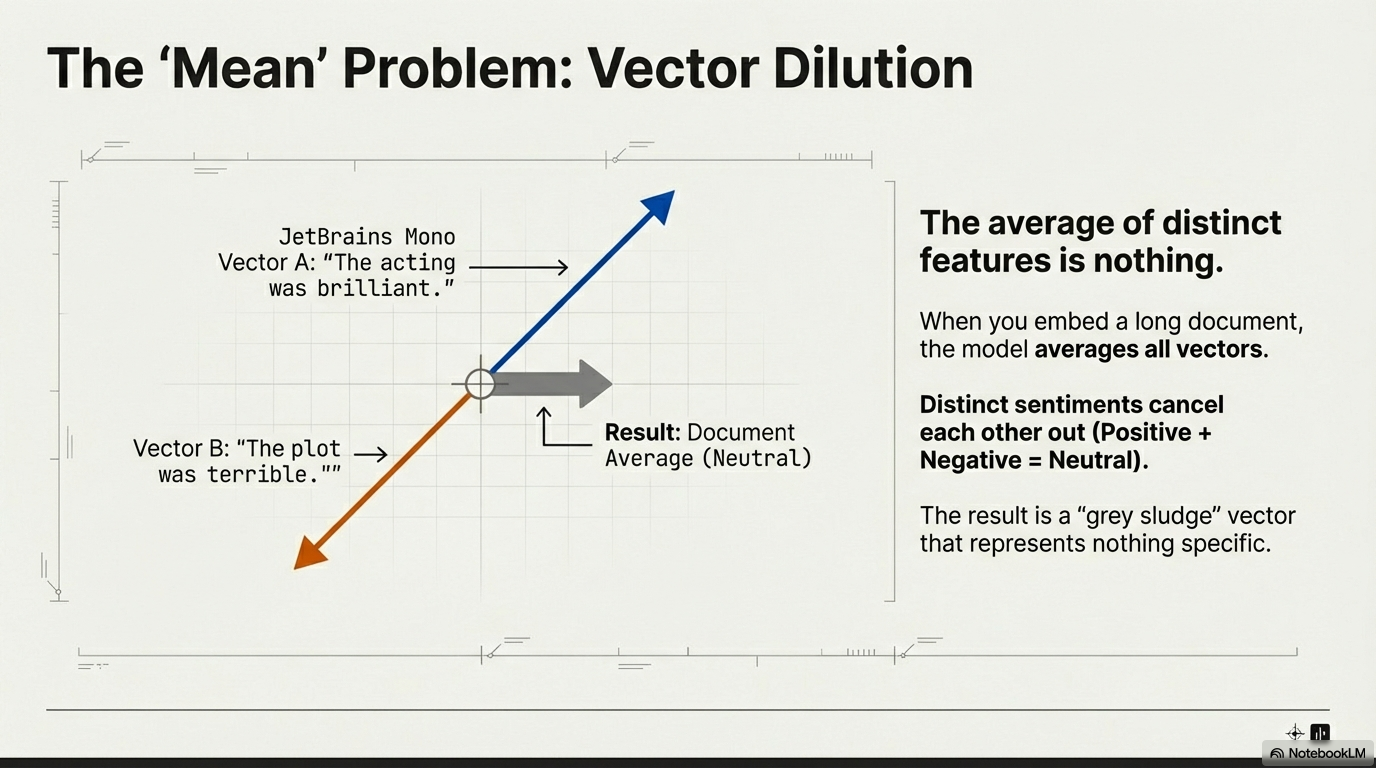 The ‘Mean’ Problem: Vector Dilution
JetBrains Mono
Vector A: “The acting
was brilliant.”
Vector B: “The plot
was terrible.””
Result: Document
Average (Neutral)
The average of distinct
features is nothing.
When you embed a long document,
the model averages all vectors.
Distinct sentiments cancel
each other out (Positive +
Negative = Neutral).
The result is a “grey sludge” vector
that represents nothing specific.
NotebookLM